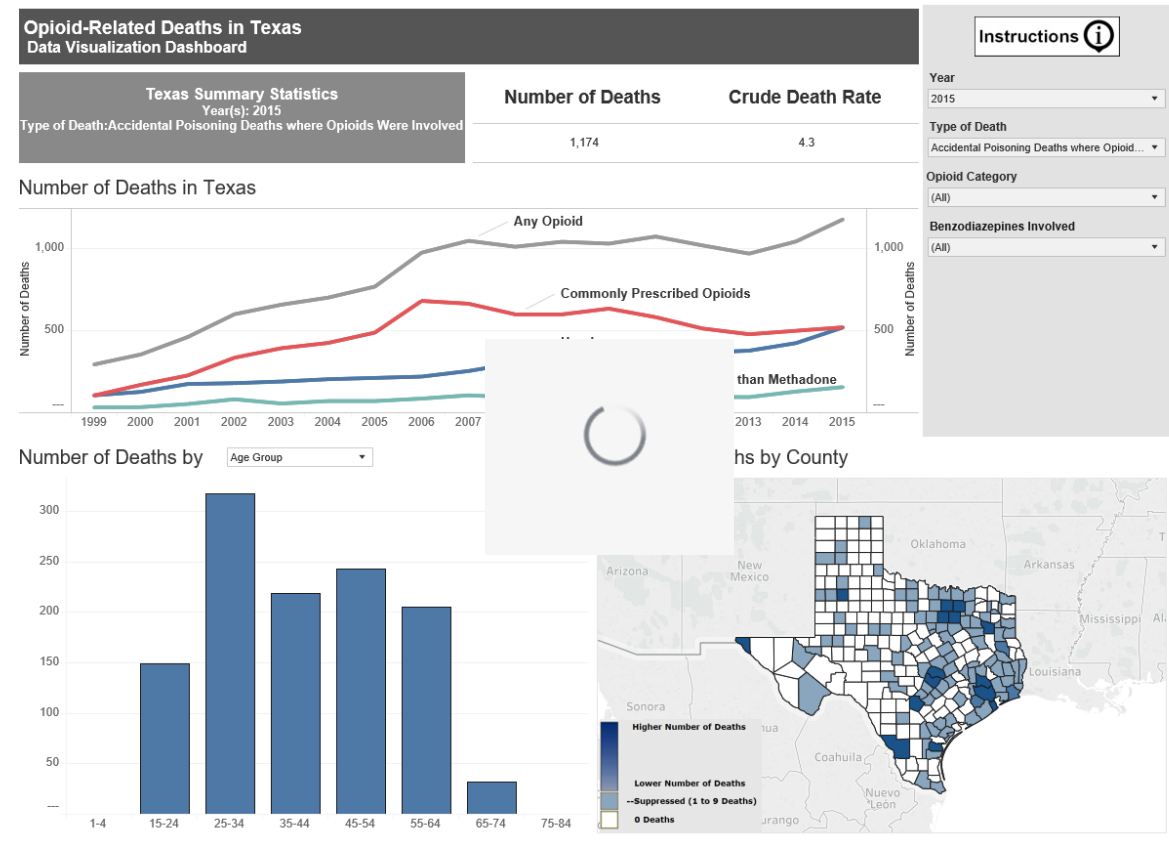 Opioid-Related Deaths in Texas
Data Visualization Dashboard
Instructions
Texas Summary Statistics
Year(s): 2015
Type of Death:Accidental Poisoning Deaths where Opioids Were Involved
Number of Deaths
Crude Death Rate
1,174
4.3
Year
2015
Type of Death
Accidental Poisoning Deaths where Opioid...
Opioid Category
(All)
Benzodiazepines Involved
(All)
Number of Deaths in Texas
Number of Deaths
1,000
500
---
Any Opioid
Commonly Prescribed Opioids
than Methadone
1,000
500
---
Number of Deaths
1999 2000 2001 2002 2003 2004 2005 2006 2007 2013 2014 2015
Number of Deaths by
Age Group
300
250
200
150
100
50
---
1-4 15-24 25-34 35-44 45-54 55-64 65-74 75-84
by County
Arizona
New
Mexico
Oklahoma
Arkansas
Mississippi
Louisiana
Sonora
Coahuila
Nuevo
León
Higher Number of Deaths
Lower Number of Deaths
--Suppressed (1 to 9 Deaths)
0 Deaths